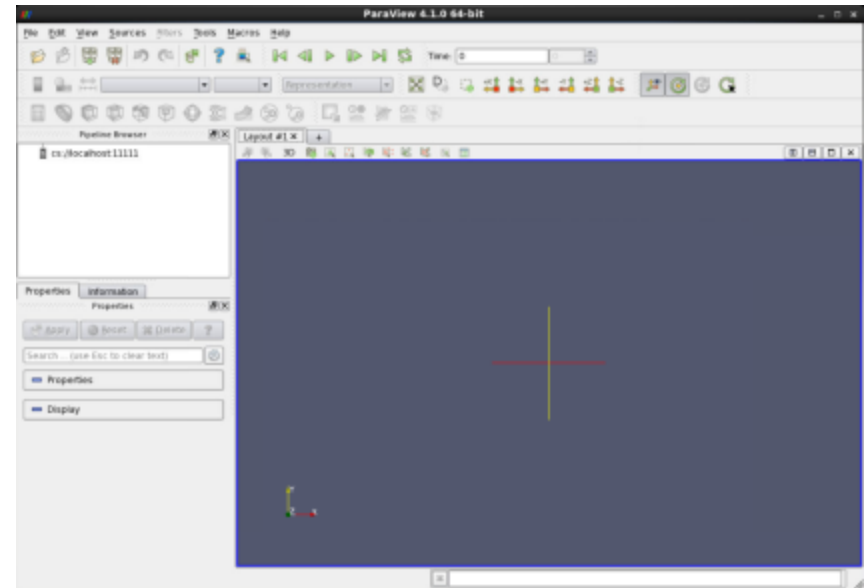 ParaView 4.1.0 64-bit
File Edit View Sources Filters Tools Macros Help
Time: 0
Representation
Pipeline Browser
Layout #1
cs://localhost:11111
3D
Properties Information
Properties
Apply Reset Delete ?
Search ... (use Esc to clear text)
Properties
Display